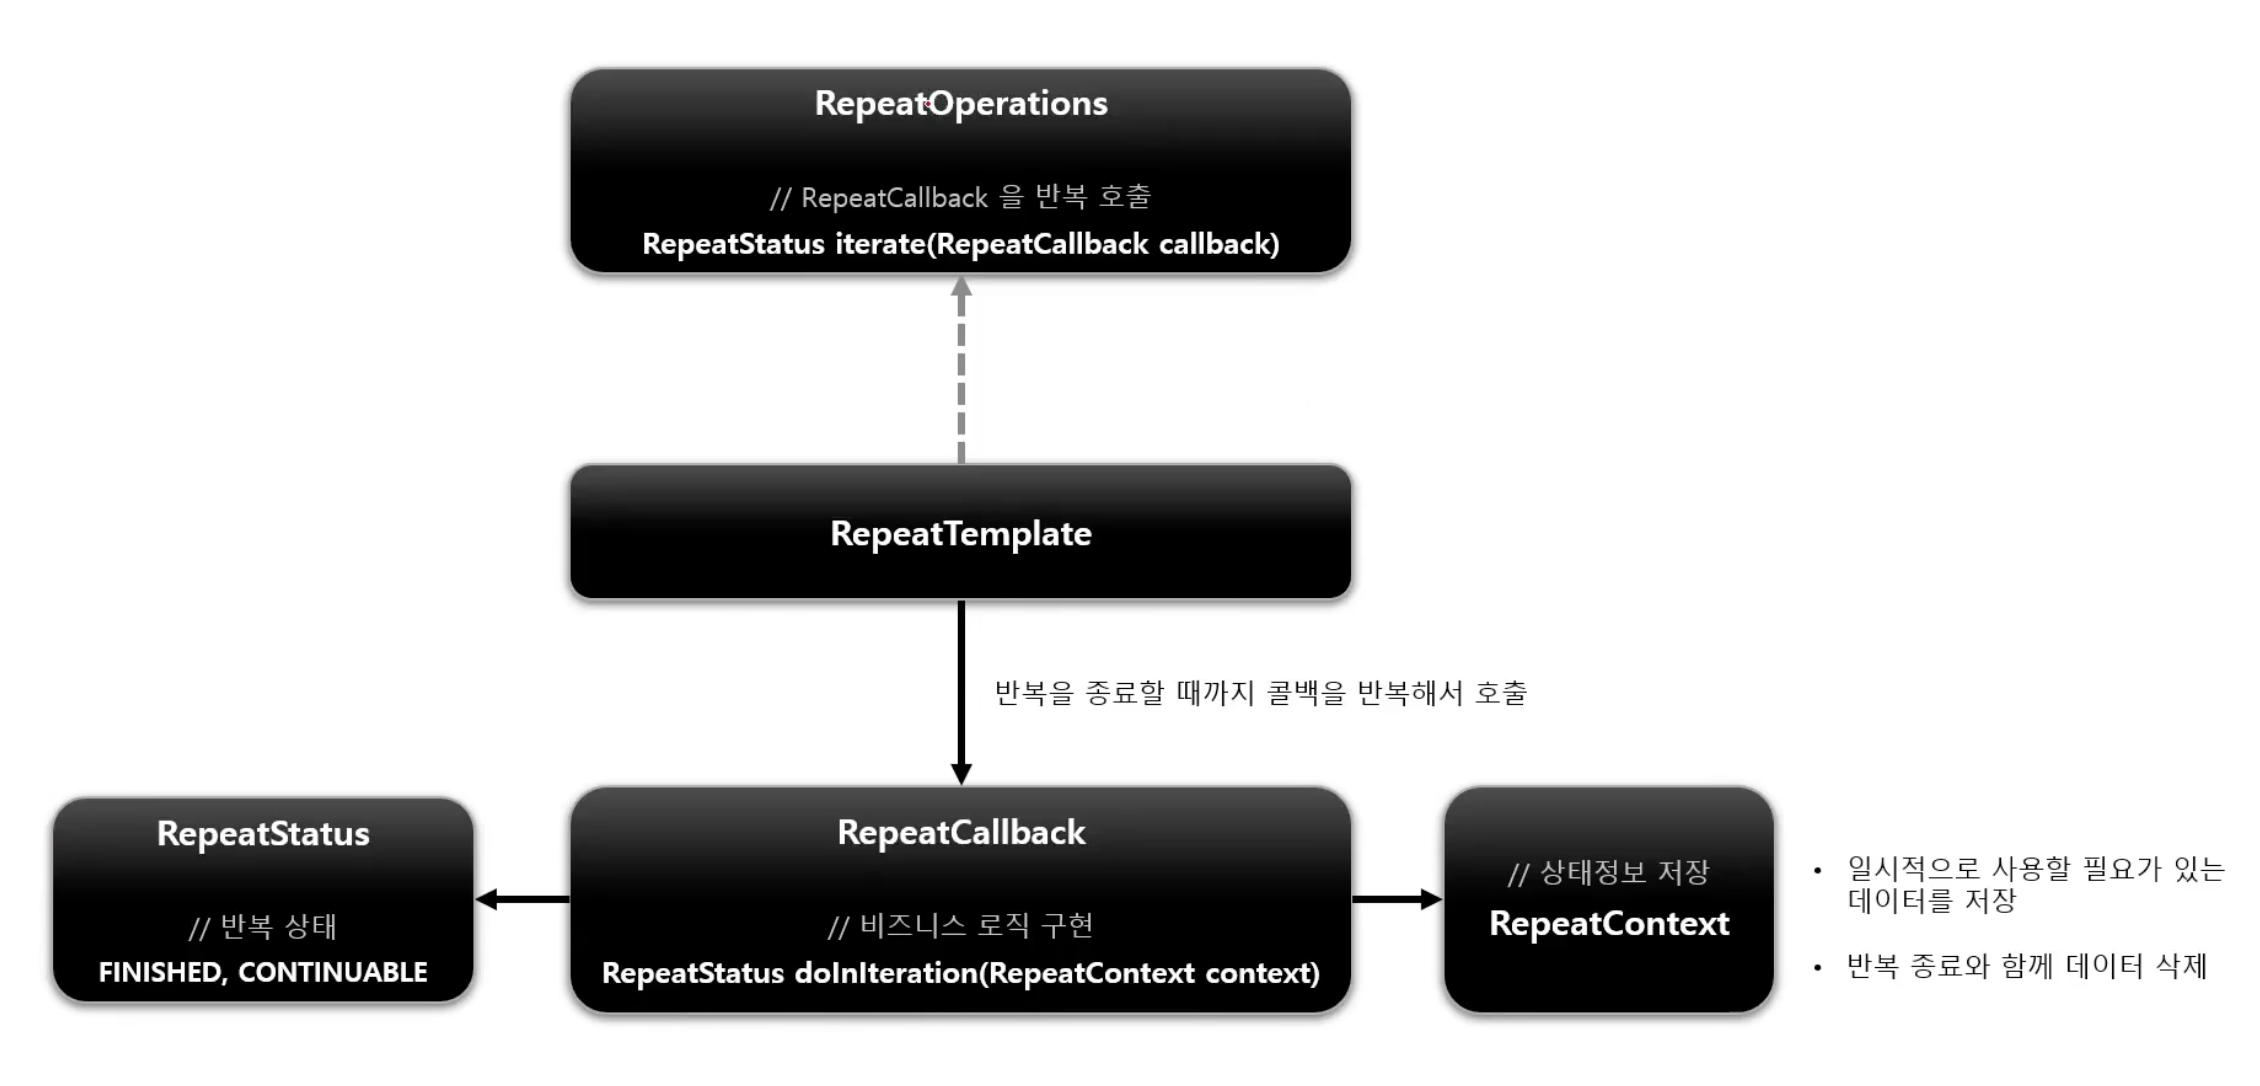 RepeatOperations
// RepeatCallback 을 반복 호출
RepeatStatus iterate(RepeatCallback callback)
RepeatTemplate
반복을 종료할 때까지 콜백을 반복해서 호출
RepeatStatus
// 반복 상태
FINISHED, CONTINUABLE
RepeatCallback
// 비즈니스 로직 구현
RepeatStatus doInIteration(RepeatContext context)
// 상태정보 저장
RepeatContext
• 일시적으로 사용할 필요가 있는
데이터를 저장
• 반복 종료와 함께 데이터 삭제